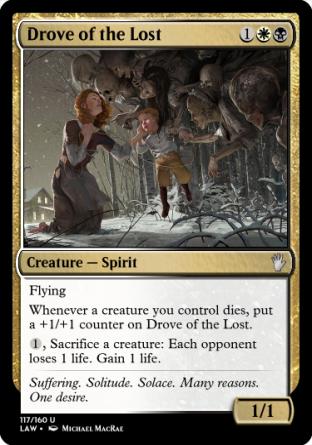 Drove of the Lost 1
Creature — Spirit
Flying
Whenever a creature you control dies, put
a +1/+1 counter on Drove of the Lost.
1, Sacrifice a creature: Each opponent
loses 1 life. Gain 1 life.
Suffering. Solitude. Solace. Many reasons.
One desire.
1/1
117/160 U
LAW • Michael MacRae